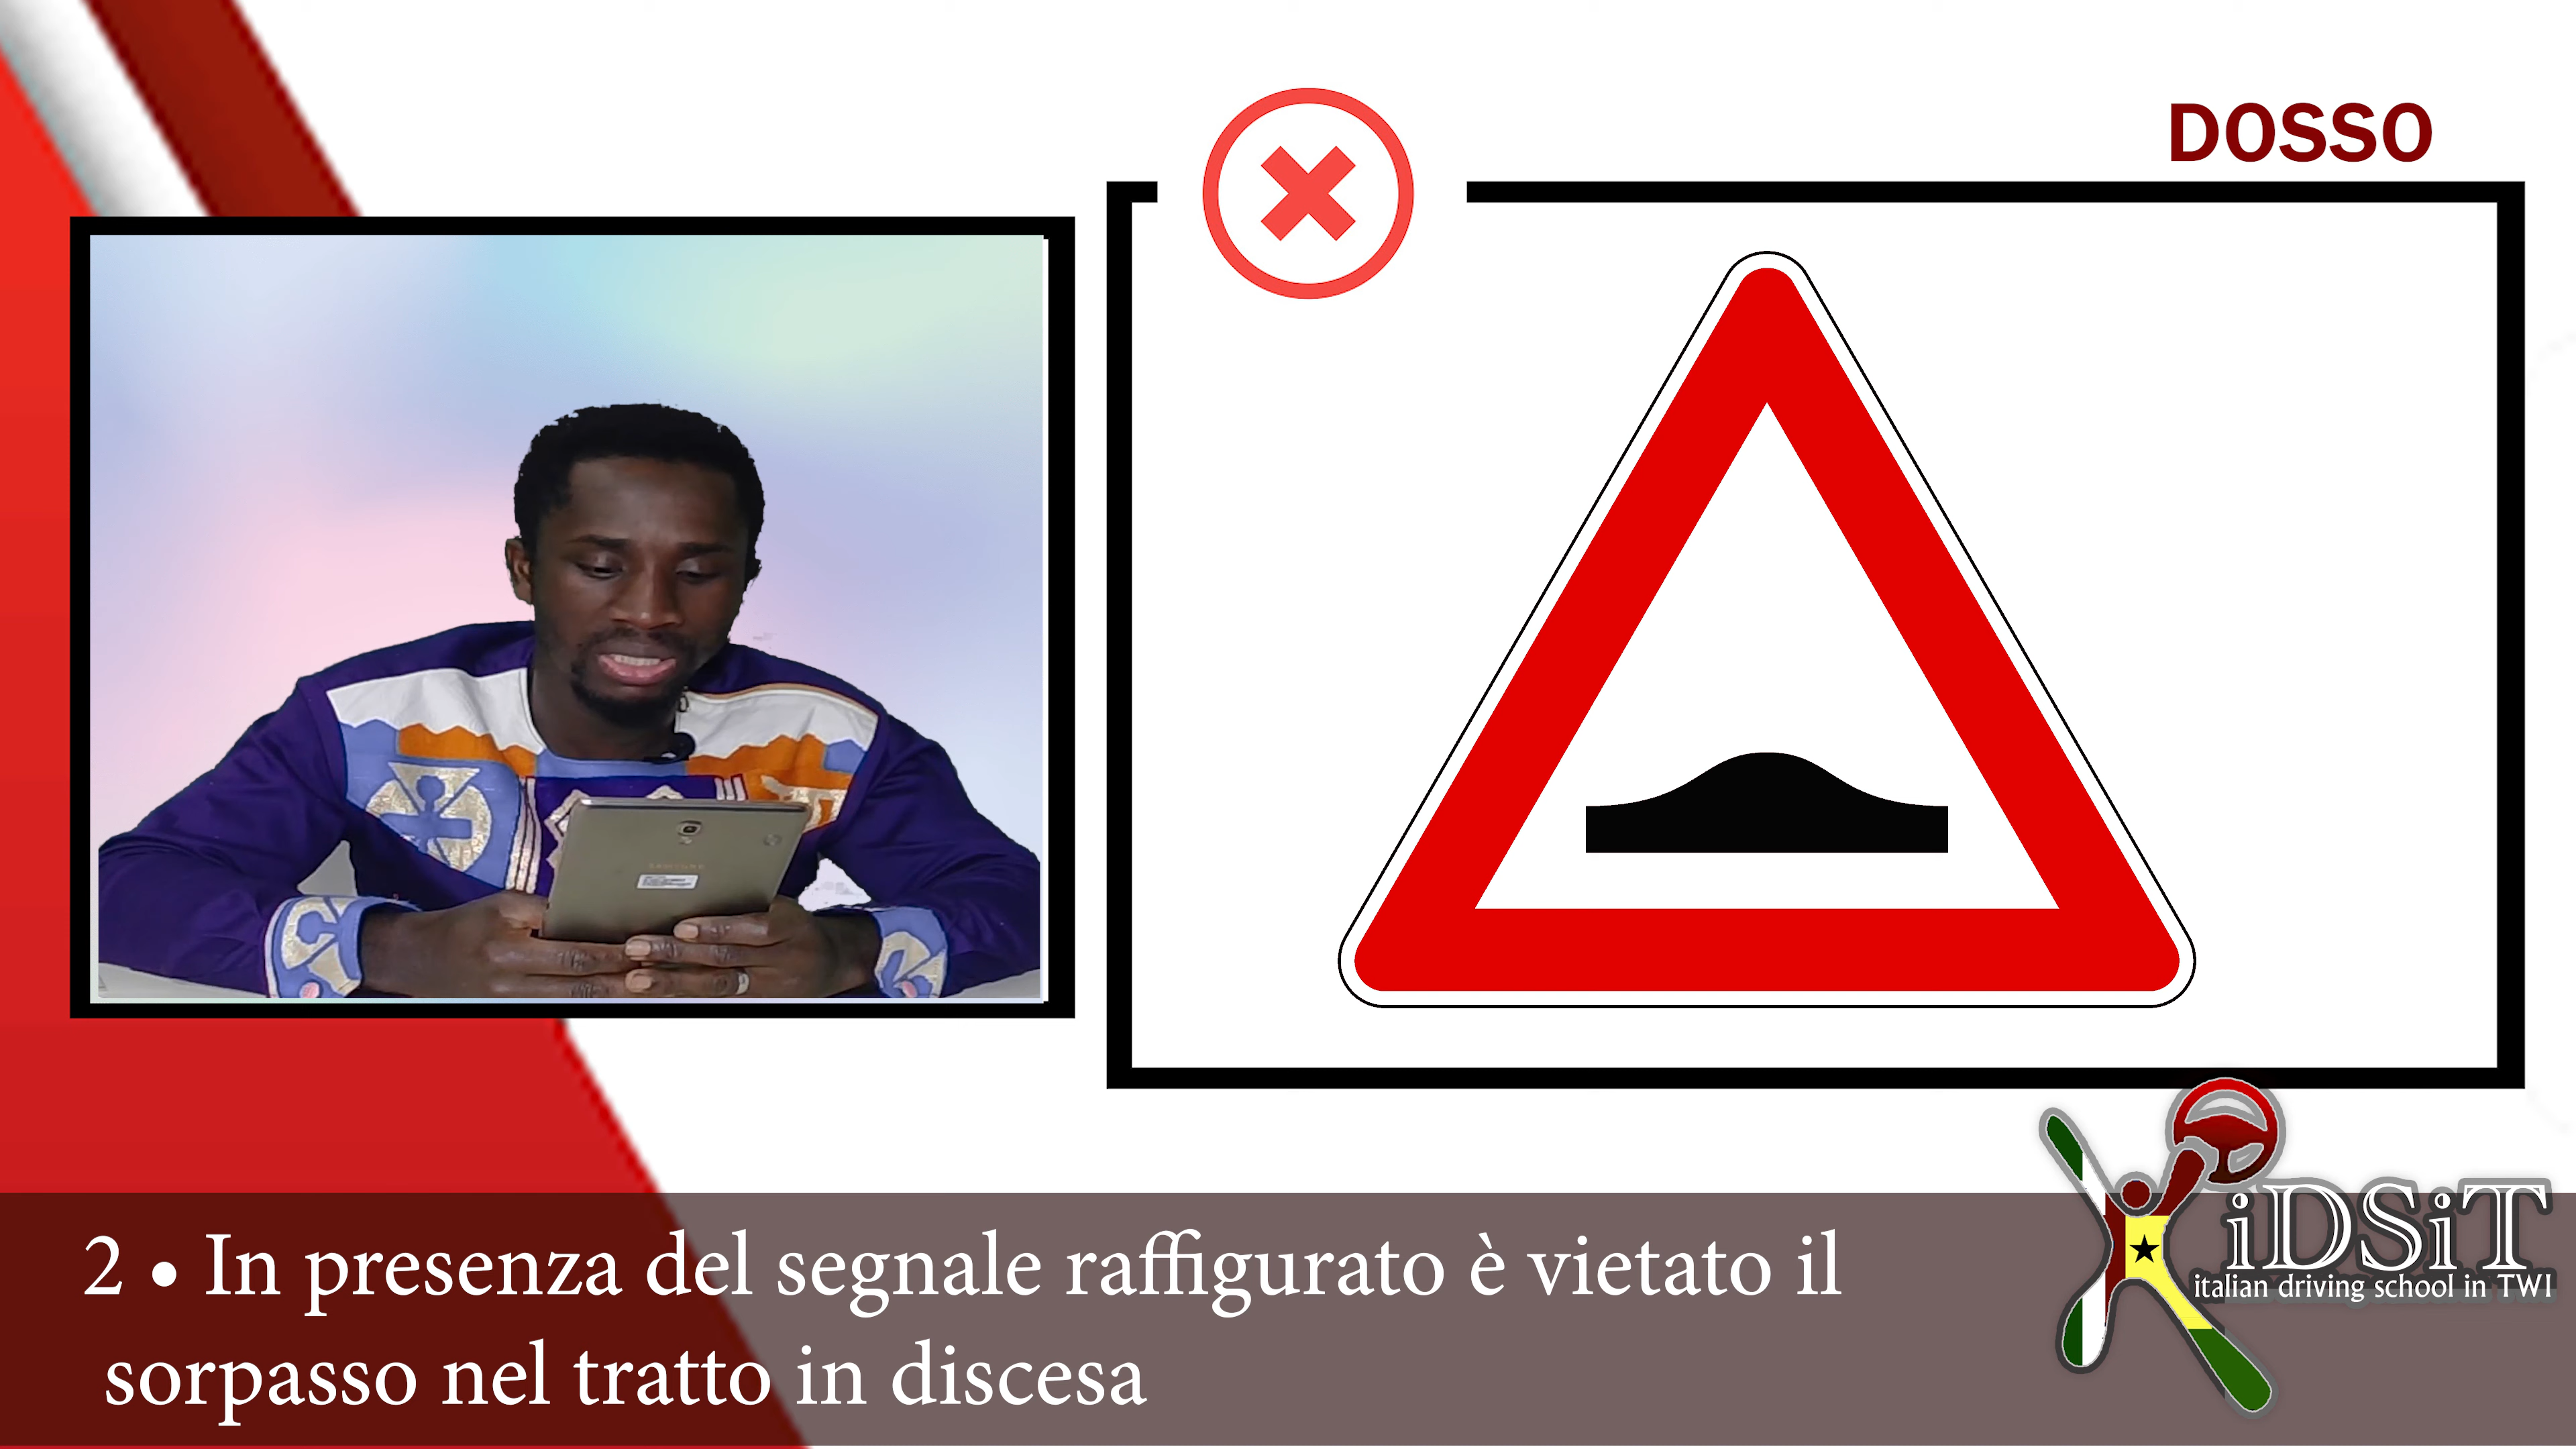 DOSSO
2 • In presenza del segnale raffigurato è vietato il
sorpasso nel tratto in discesa
iDSiT
italian driving school in TWI
SAMSUNG